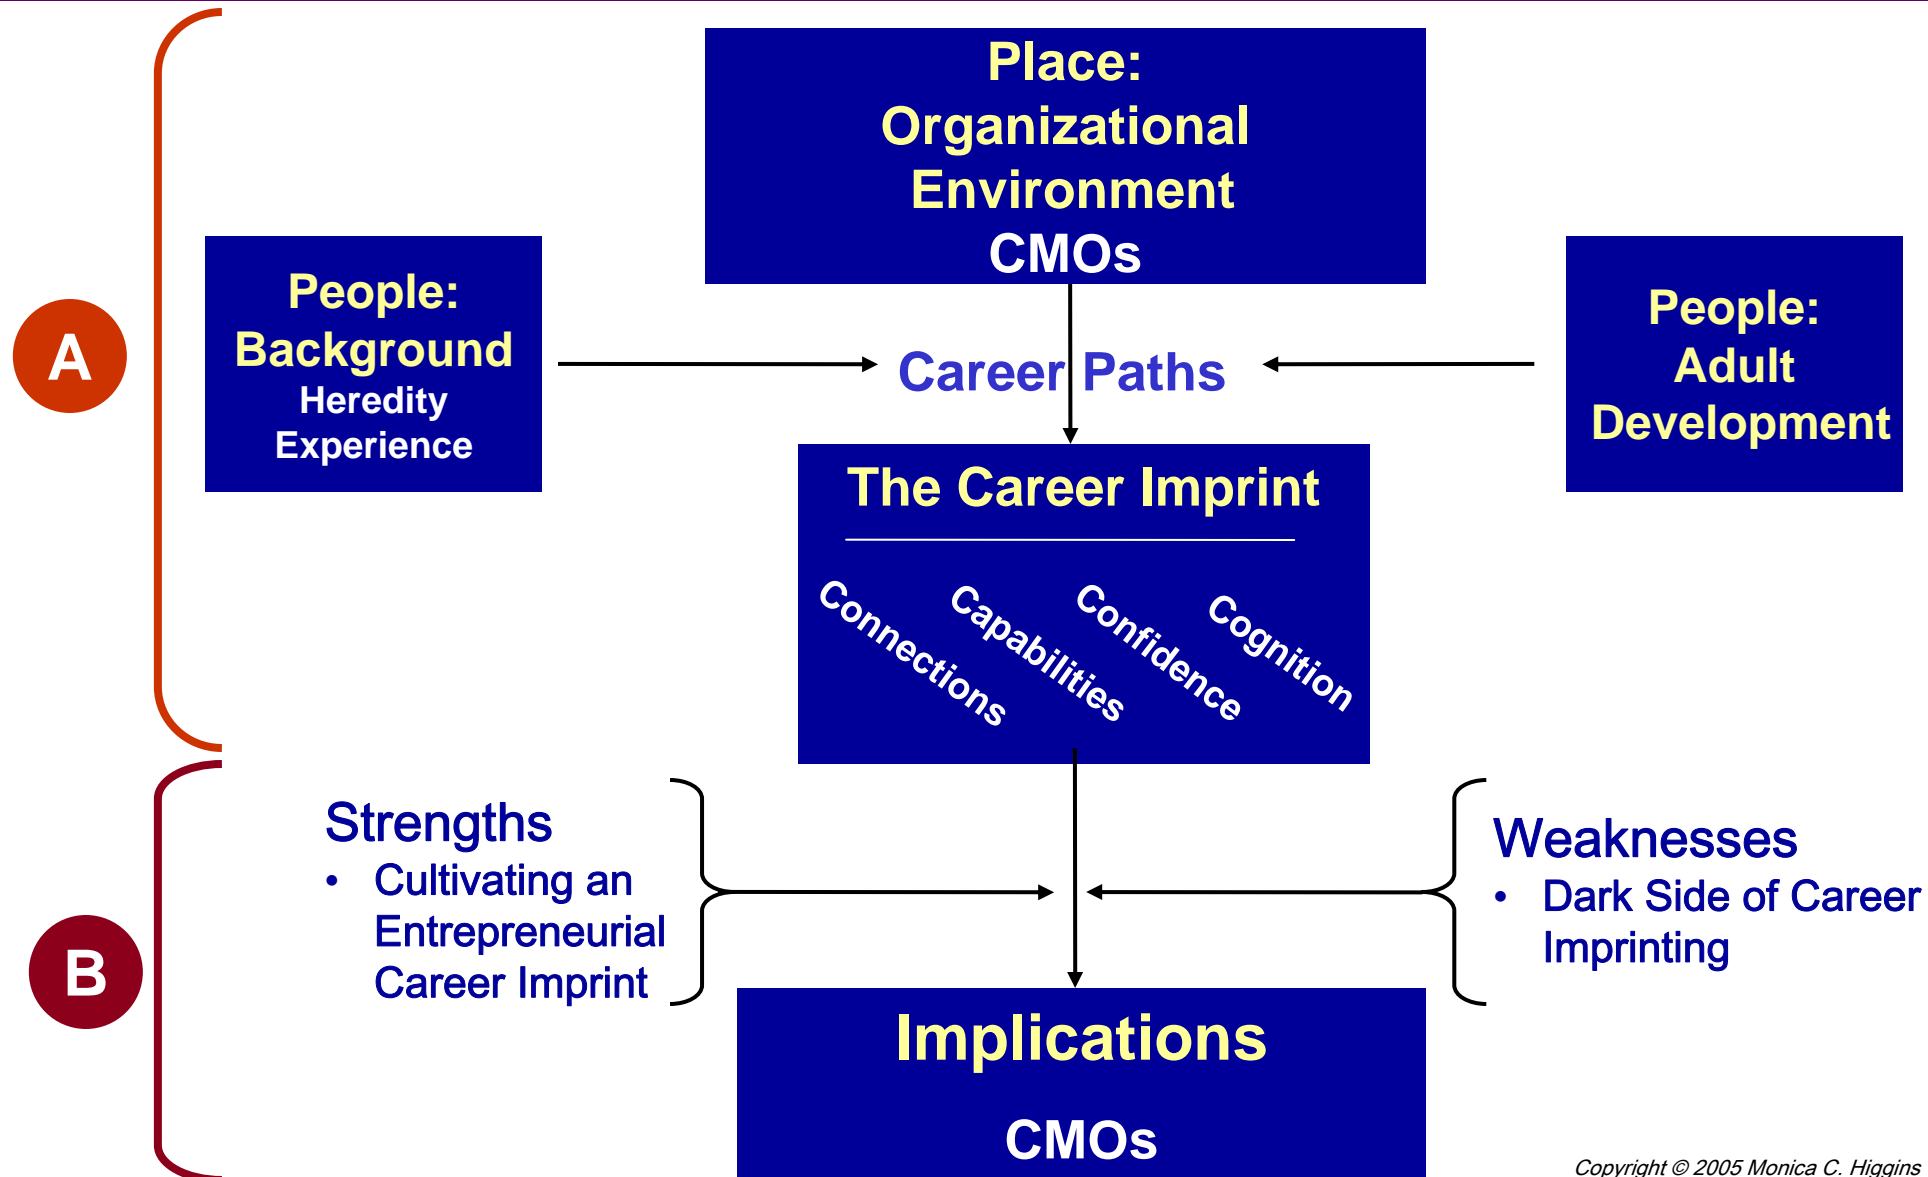 Place:
Organizational
Environment
CMOs
People:
Background
Heredity
Experience
People:
Adult
Development
A
Career Paths
The Career Imprint
Connections
Capabilities
Confidence
Cognition
Strengths
• Cultivating an
Entrepreneurial
Career Imprint
Weaknesses
• Dark Side of Career
Imprinting
B
Implications
CMOs
Copyright © 2005 Monica C. Higgins